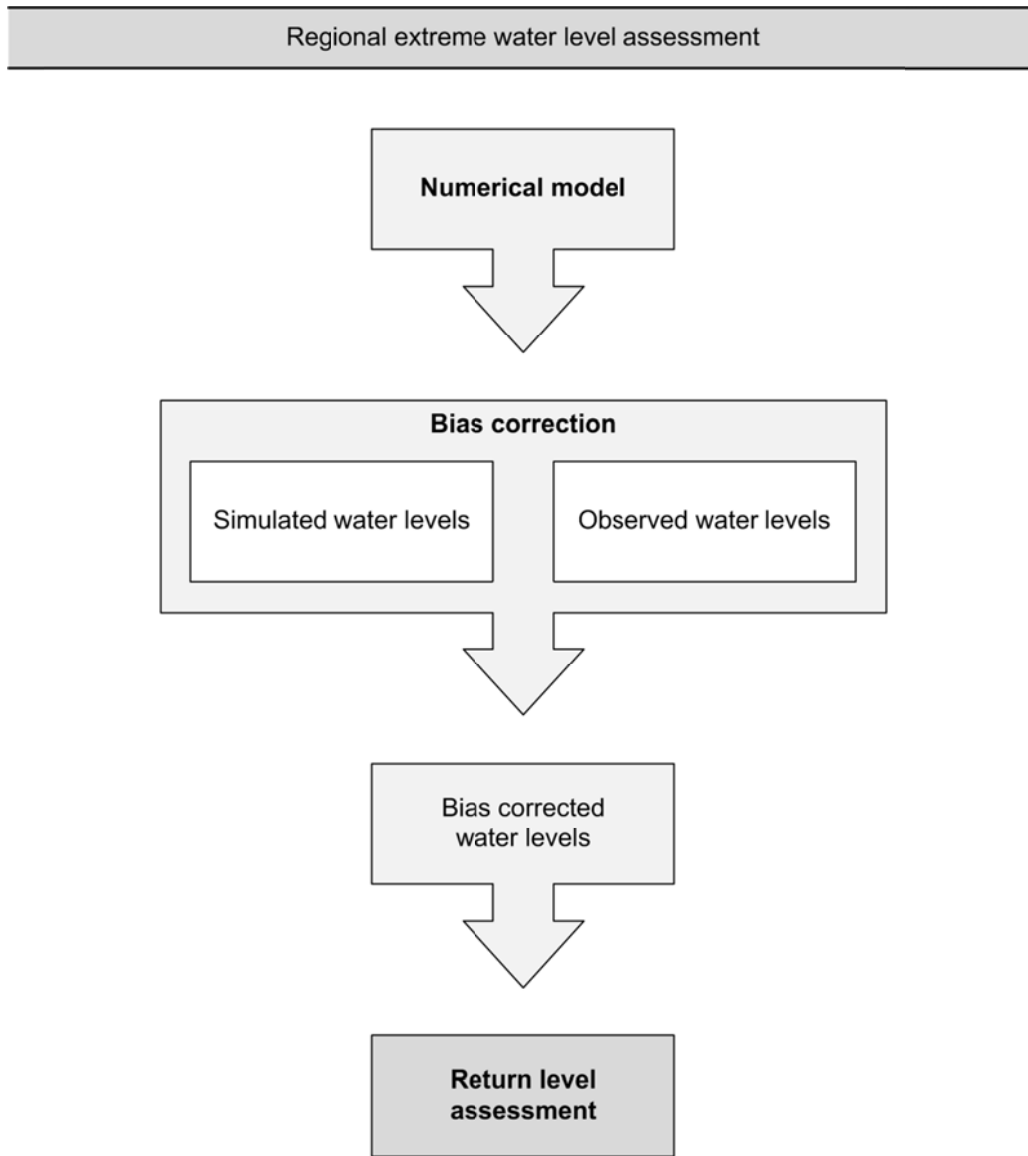 Regional extreme water level assessment
Numerical model
Bias correction
Simulated water levels
Observed water levels
Bias corrected
water levels
Return level
assessment